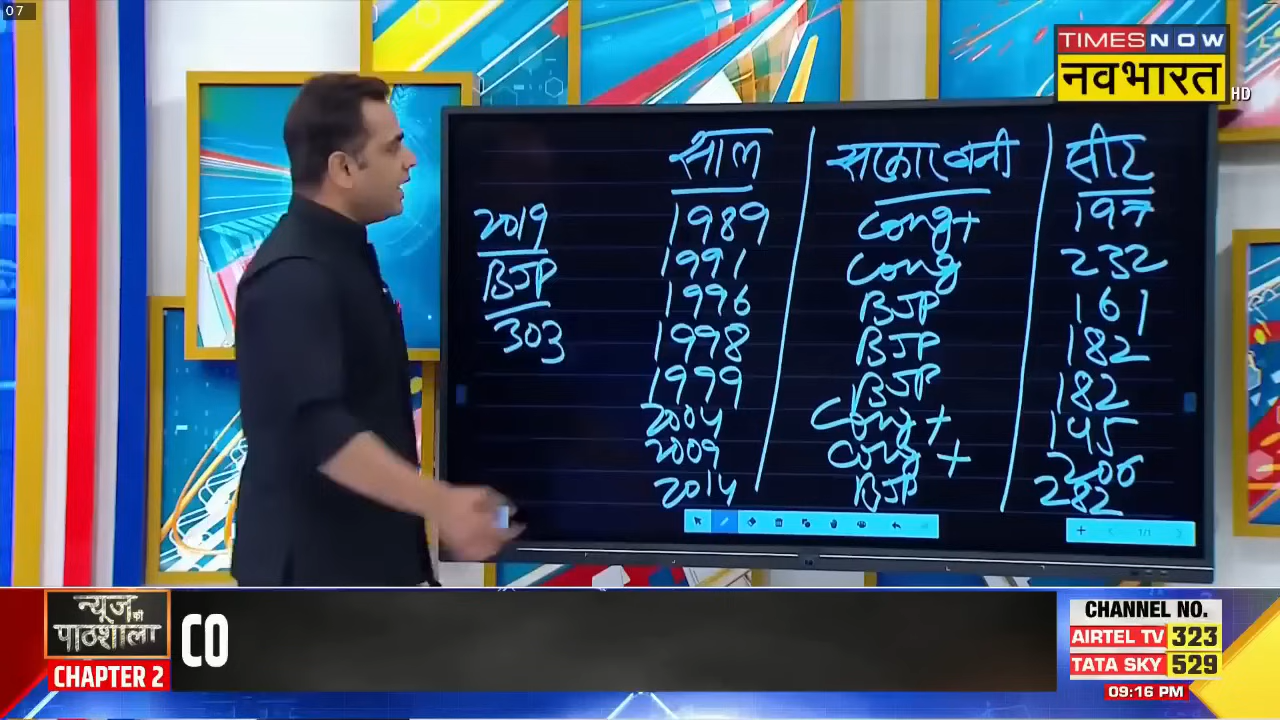 07
TIMES NOW
नवभारत
HD
साल सरकार बनी सीट
2019
BJP
303
1989 Cong+ 197
1991 Cong 232
1996 BJP 161
1998 BJP 182
1999 BJP 182
2004 Cong + 145
2009 Cong + 206
2014 BJP 282
1/1
न्यूज़ की
पाठशाला
CHAPTER 2
CO
CHANNEL NO.
AIRTEL TV 323
TATA SKY 529
09:16 PM